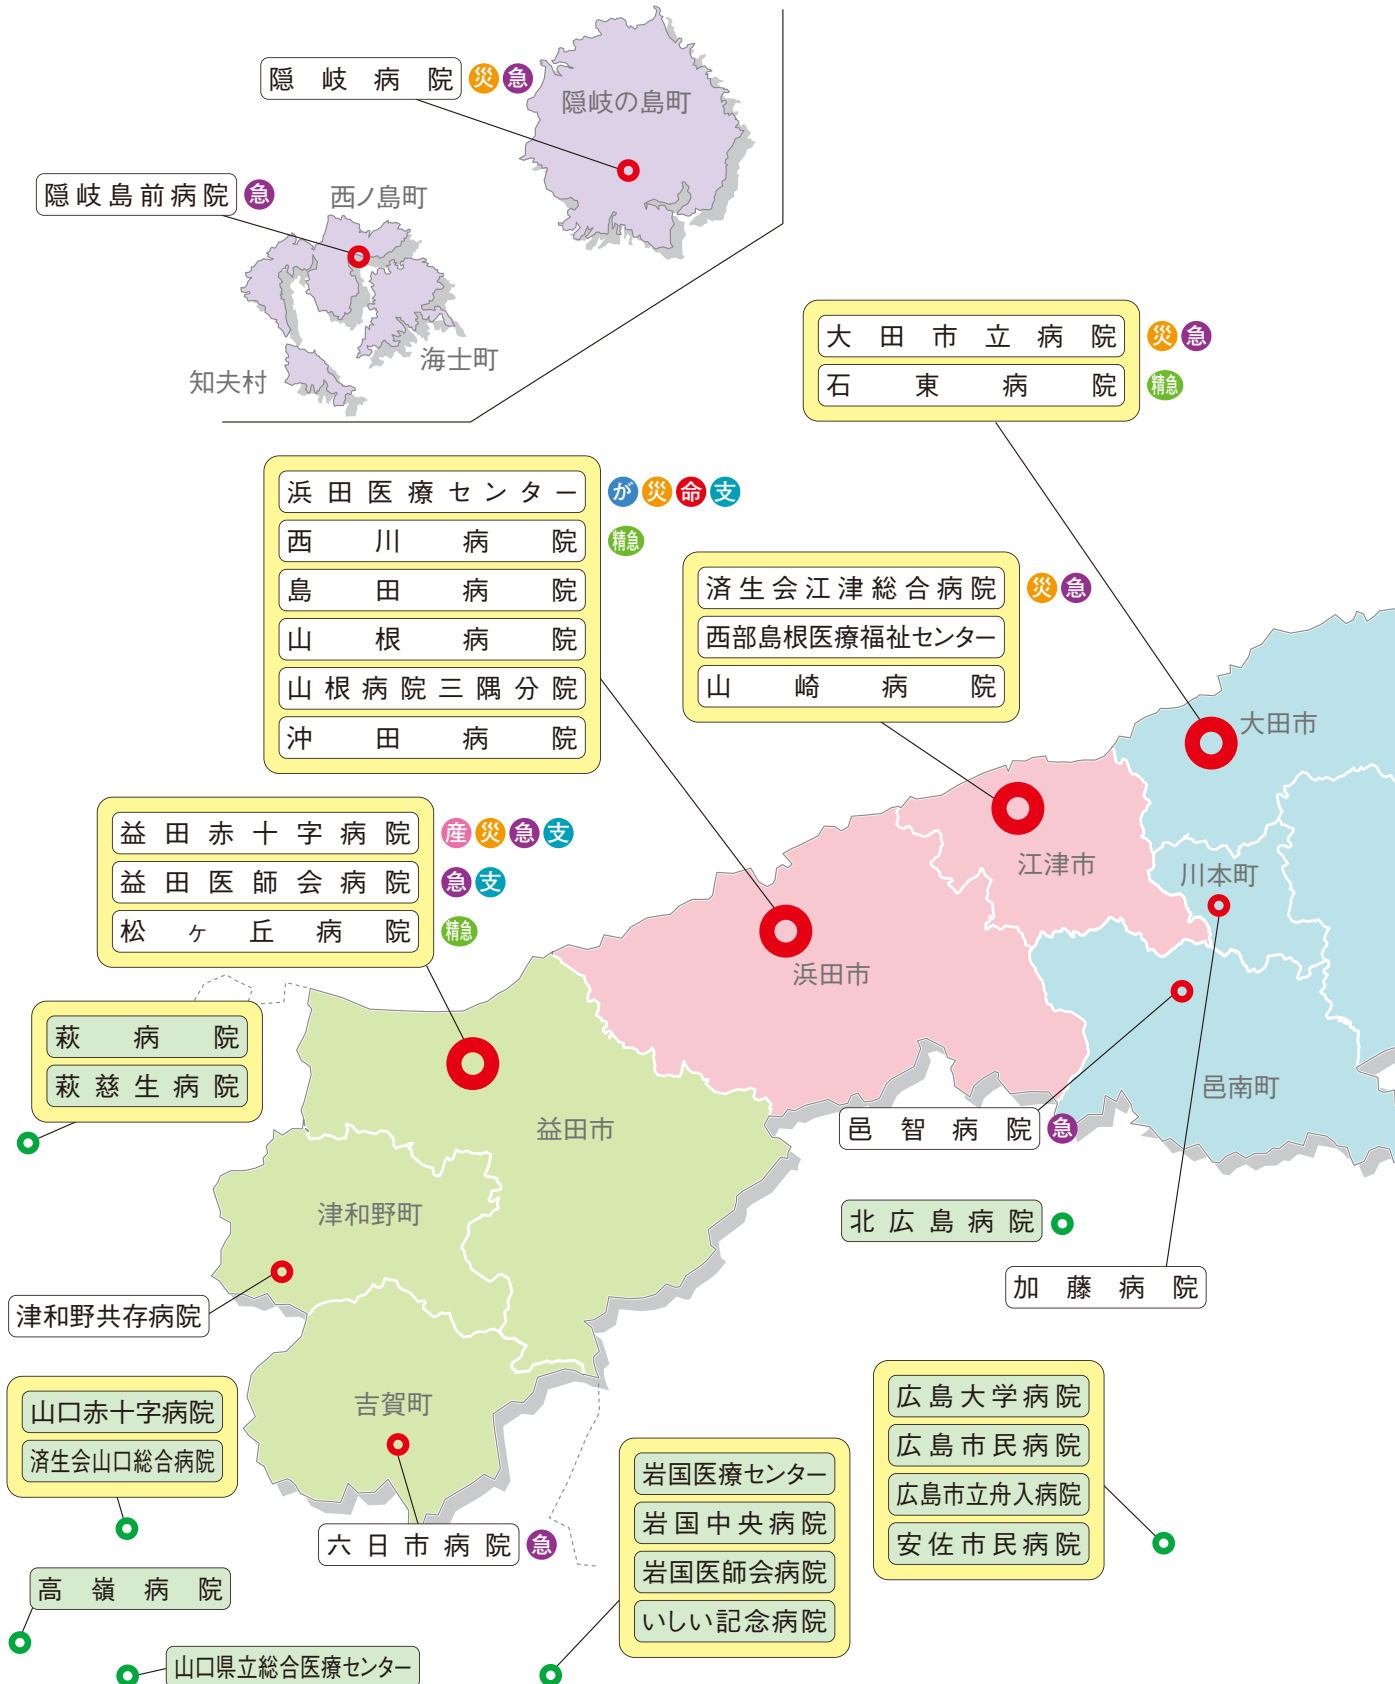 隠岐病院 災 急
隠岐の島町
隠岐島前病院 急
西ノ島町
海士町
知夫村
大田市立病院 災 急
石東病院 精急
浜田医療センター が 災 命 支
西川病院 精急
島田病院
山根病院
山根病院三隅分院
沖田病院
済生会江津総合病院 災 急
西部島根医療福祉センター
山崎病院
大田市
江津市
川本町
浜田市
邑南町
益田赤十字病院 産 災 急 支
益田医師会病院 急 支
松ヶ丘病院 精急
萩病院
萩慈生病院
益田市
邑智病院 急
津和野町
北広島病院
加藤病院
津和野共存病院
吉賀町
山口赤十字病院
済生会山口総合病院
六日市病院 急
高嶺病院
山口県立総合医療センター
岩国医療センター
岩国中央病院
岩国医師会病院
いしい記念病院
広島大学病院
広島市民病院
広島市立舟入病院
安佐市民病院